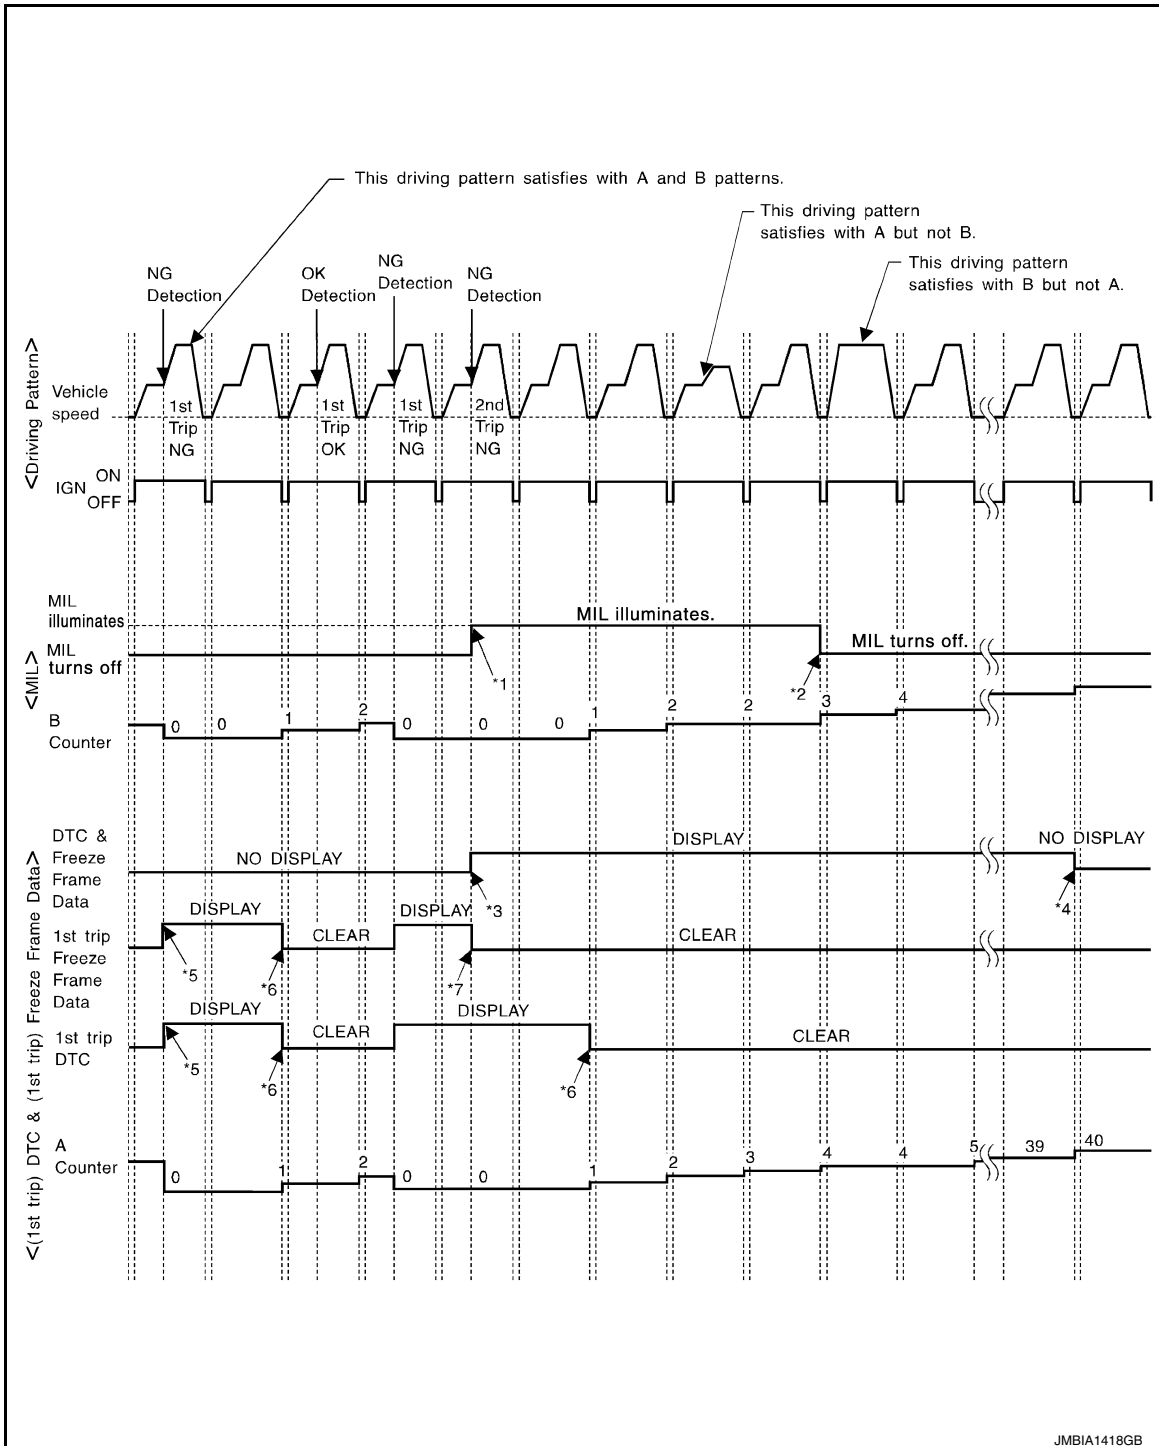 This driving pattern satisfies with A and B patterns.
This driving pattern
satisfies with A but not B.
This driving pattern
satisfies with B but not A.
NG
Detection
OK
Detection
NG
Detection
NG
Detection
<Driving Pattern>
Vehicle
speed
1st
Trip
NG
1st
Trip
OK
1st
Trip
NG
2nd
Trip
NG
IGN
ON
OFF
<MIL>
MIL
illuminates
MIL illuminates.
MIL
turns off
MIL turns off.
*1
*2
B
Counter
0 0 1 2 0 0 0 1 2 2 3 4
<(1st trip) DTC & (1st trip) Freeze Frame Data>
DTC &
Freeze
Frame
Data
NO DISPLAY
DISPLAY
NO DISPLAY
*3
*4
1st trip
Freeze
Frame
Data
DISPLAY
CLEAR
DISPLAY
CLEAR
*5
*6
*7
1st trip
DTC
DISPLAY
CLEAR
DISPLAY
CLEAR
*5
*6
*6
A
Counter
0 1 2 0 0 1 2 3 4 4 5 39 40
JMBIA1418GB